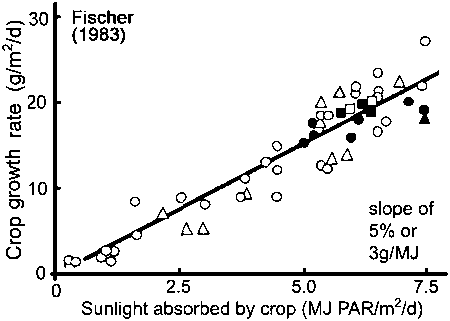 Fischer
(1983)
Crop growth rate (g/m²/d)
30
20
10
0
slope of
5% or
3g/MJ
0 2.5 5.0 7.5
Sunlight absorbed by crop (MJ PAR/m²/d)